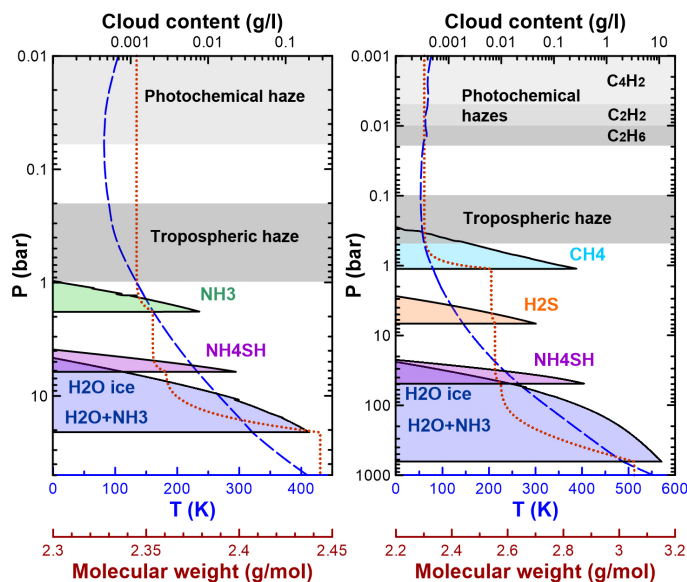 Cloud content (g/l)
0.001 0.01 0.1
0.01
0.1
1
10
P (bar)
Photochemical haze
Tropospheric haze
NH3
NH4SH
H2O ice
H2O+NH3
0 100 200 300 400
T (K)
2.3 2.35 2.4 2.45
Molecular weight (g/mol)
Cloud content (g/l)
0.001 0.01 0.1 1 10
0.001
0.01
0.1
1
10
100
1000
P (bar)
C4H2
Photochemical
hazes
C2H2
C2H6
Tropospheric haze
CH4
H2S
NH4SH
H2O ice
H2O+NH3
0 100 200 300 400 500 600
T (K)
2.2 2.4 2.6 2.8 3 3.2
Molecular weight (g/mol)